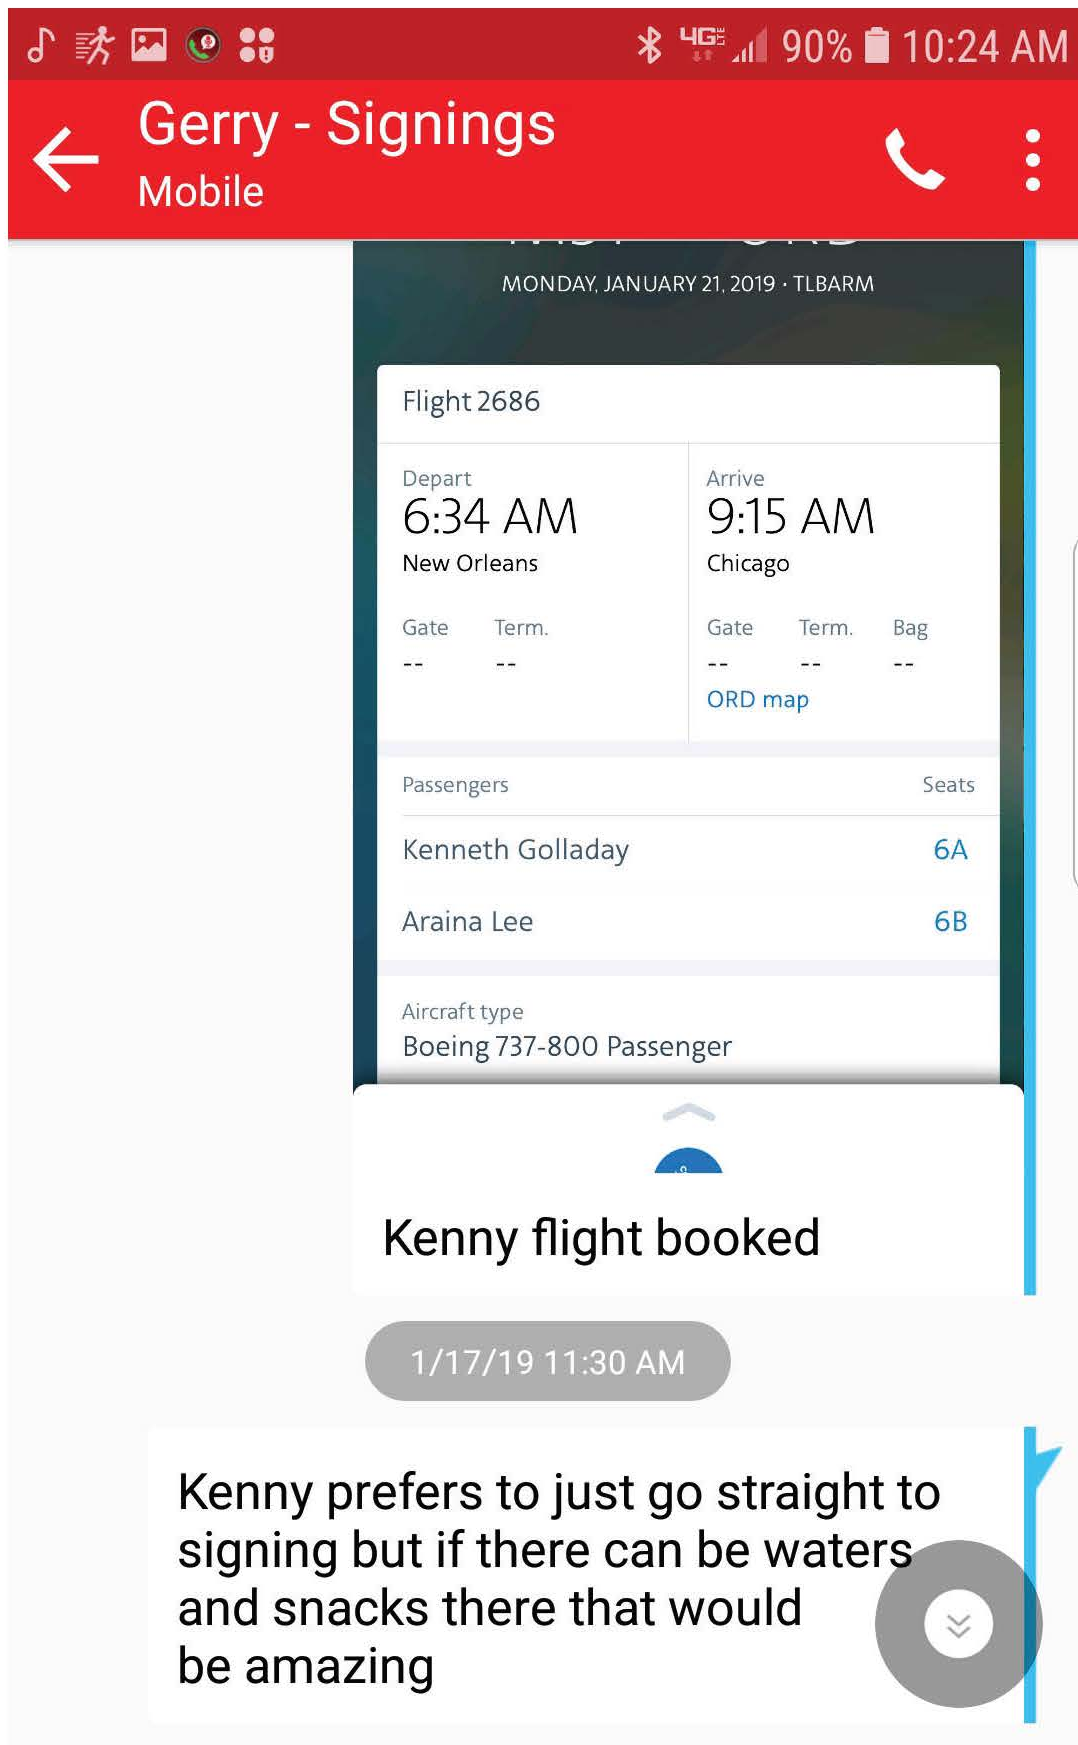 4G LTE 90% 10:24 AM
Gerry - Signings
Mobile
MONDAY, JANUARY 21, 2019 · TLBARM
Flight 2686
Depart Arrive
6:34 AM 9:15 AM
New Orleans Chicago
Gate Term. Gate Term. Bag
-- -- -- -- --
ORD map
Passengers Seats
Kenneth Golladay 6A
Araina Lee 6B
Aircraft type
Boeing 737-800 Passenger
Kenny flight booked
1/17/19 11:30 AM
Kenny prefers to just go straight to
signing but if there can be waters
and snacks there that would
be amazing